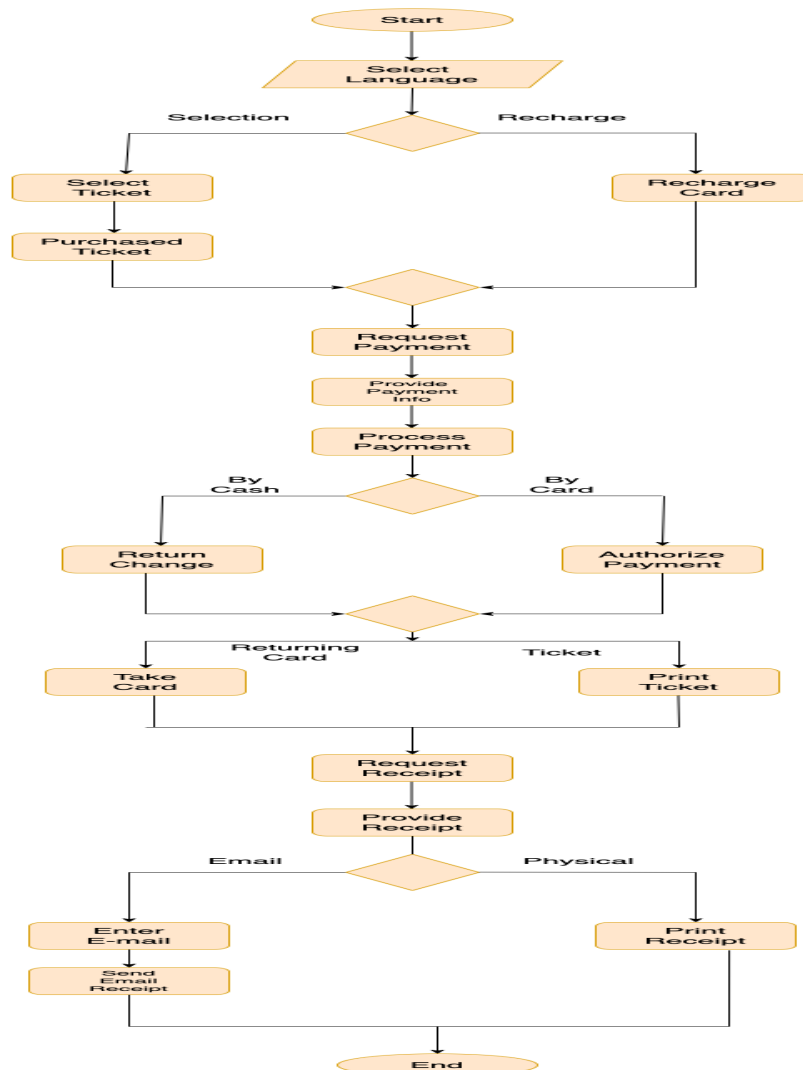 Start
Select
Language
Selection
Recharge
Select
Ticket
Recharge
Card
Purchased
Ticket
Request
Payment
Provide
Payment
Info
Process
Payment
By
Cash
By
Card
Return
Change
Authorize
Payment
Returning
Card
Ticket
Take
Card
Print
Ticket
Request
Receipt
Provide
Receipt
Email
Physical
Enter
E-mail
Print
Receipt
Send
Email
Receipt
End